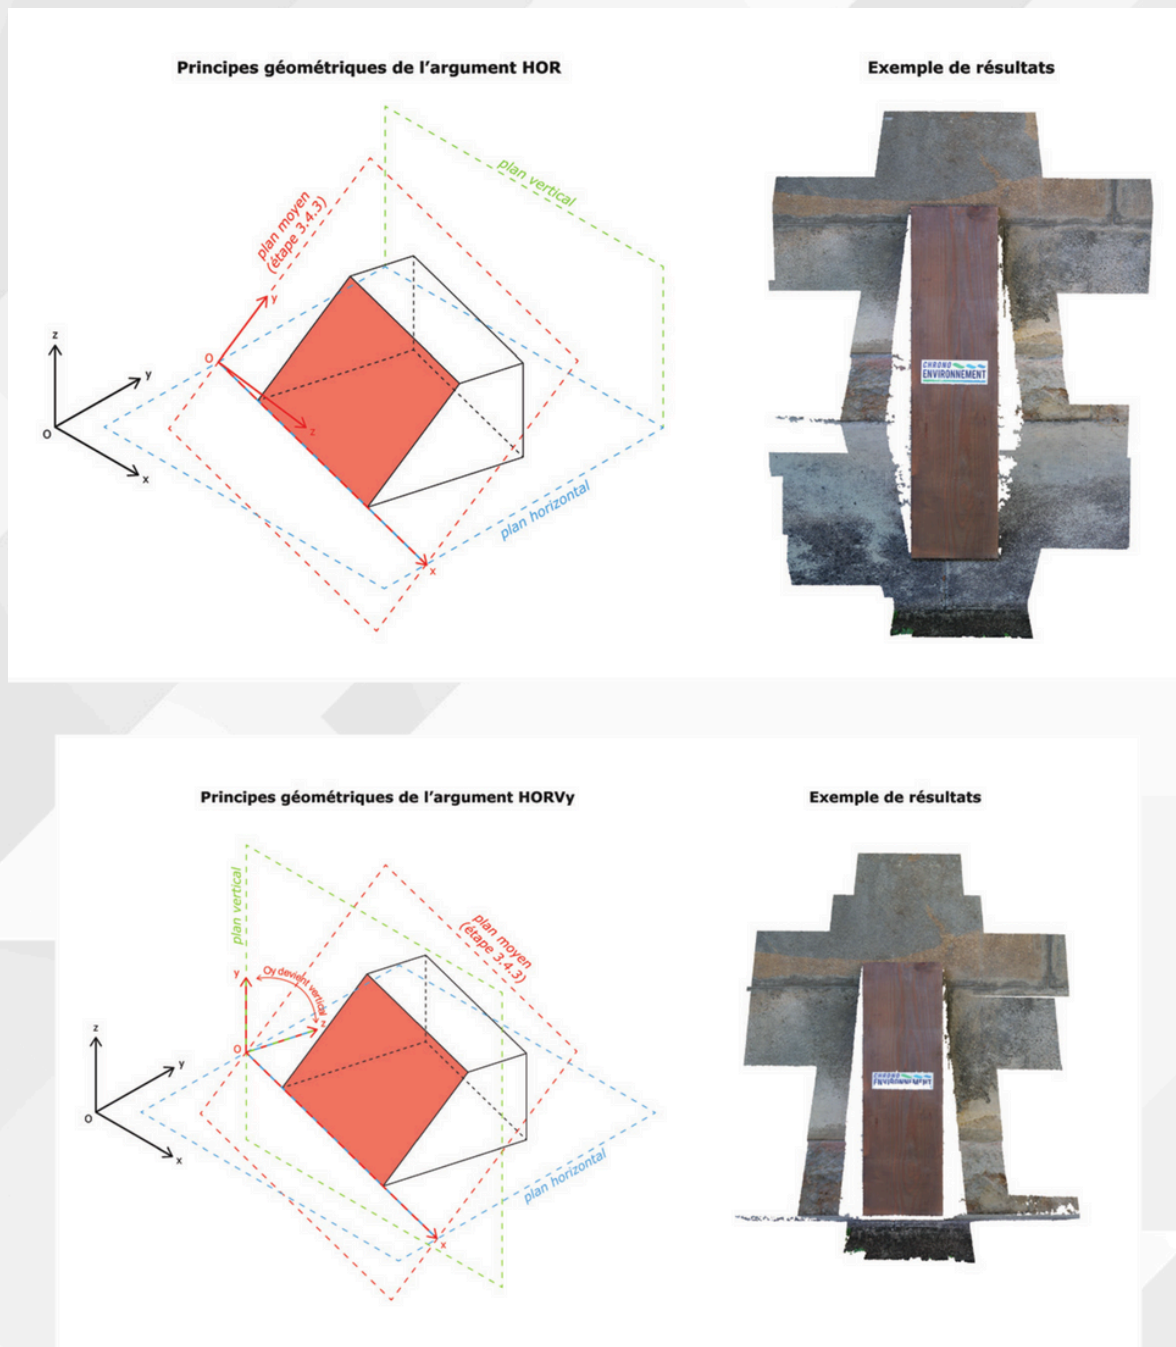 Principes géométriques de l'argument HOR
Exemple de résultats
plan vertical
plan moyen
(étape 3.4.3)
y
O
z
x
z
y
O
x
plan horizontal
CHRONO
ENVIRONNEMENT
Principes géométriques de l'argument HORVy
Exemple de résultats
plan vertical
plan moyen
(étape 3.4.3)
y
Oy devient vertical
z
O
x
z
y
O
x
plan horizontal
CHRONO
ENVIRONNEMENT